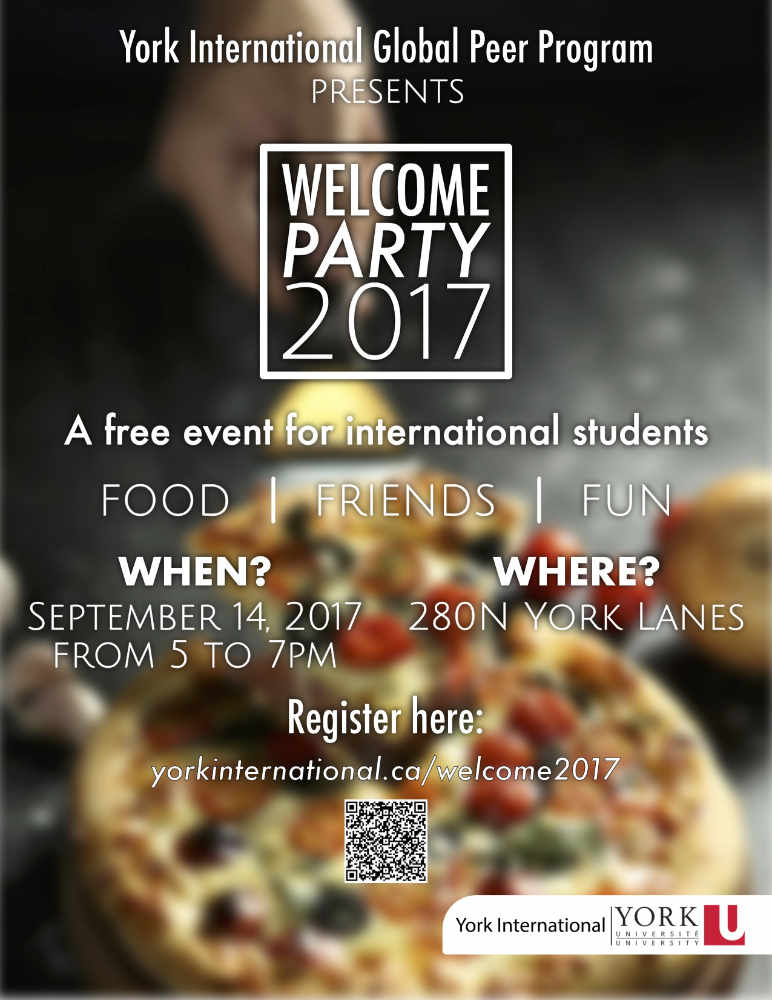 York International Global Peer Program
PRESENTS
WELCOME
PARTY
2017
A free event for international students
FOOD | FRIENDS | FUN
WHEN?
SEPTEMBER 14, 2017
FROM 5 TO 7PM
WHERE?
280N YORK LANES
Register here:
yorkinternational.ca/welcome2017
York International
YORK U
UNIVERSITÉ
UNIVERSITY